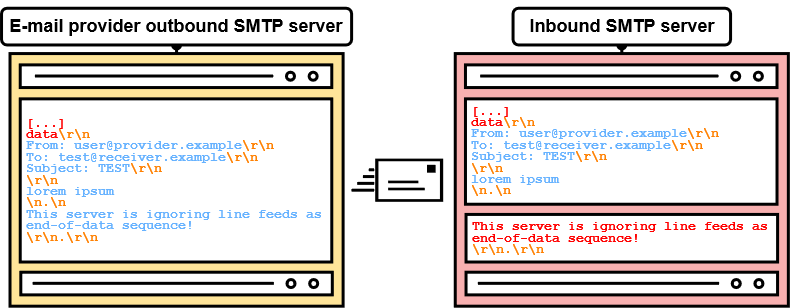 E-mail provider outbound SMTP server
[...]
data\r\n
From: user@provider.example\r\n
To: test@receiver.example\r\n
Subject: TEST\r\n
\r\n
lorem ipsum
\n.\n
This server is ignoring line feeds as
end-of-data sequence!
\r\n.\r\n
Inbound SMTP server
[...]
data\r\n
From: user@provider.example\r\n
To: test@receiver.example\r\n
Subject: TEST\r\n
\r\n
lorem ipsum
\n.\n
This server is ignoring line feeds as
end-of-data sequence!
\r\n.\r\n